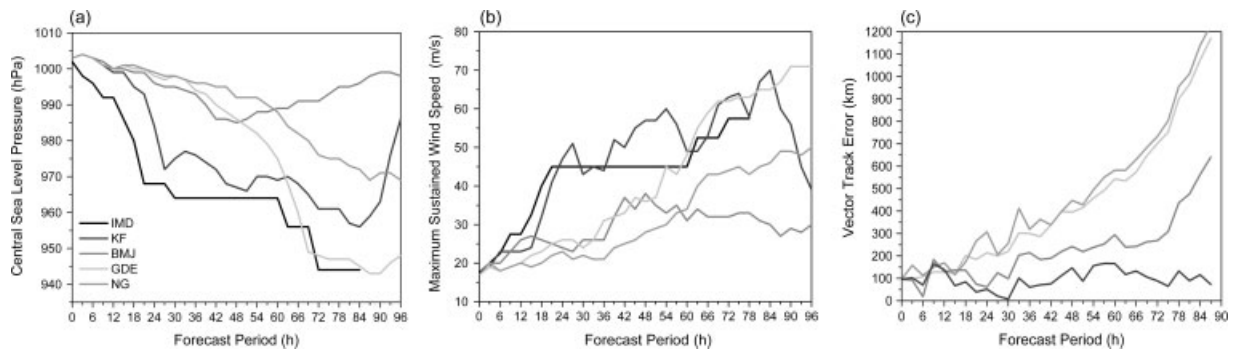 (a)
Central Sea Level Pressure (hPa)
1010
1000
990
980
970
960
950
940
IMD
KF
BMJ
GDE
NG
0 6 12 18 24 30 36 42 48 54 60 66 72 78 84 90 96
Forecast Period (h)
(b)
Maximum Sustained Wind Speed (m/s)
80
70
60
50
40
30
20
10
0 6 12 18 24 30 36 42 48 54 60 66 72 78 84 90 96
Forecast Period (h)
(c)
Vector Track Error (km)
1200
1100
1000
900
800
700
600
500
400
300
200
100
0
0 6 12 18 24 30 36 42 48 54 60 66 72 78 84 90 96
Forecast Period (h)